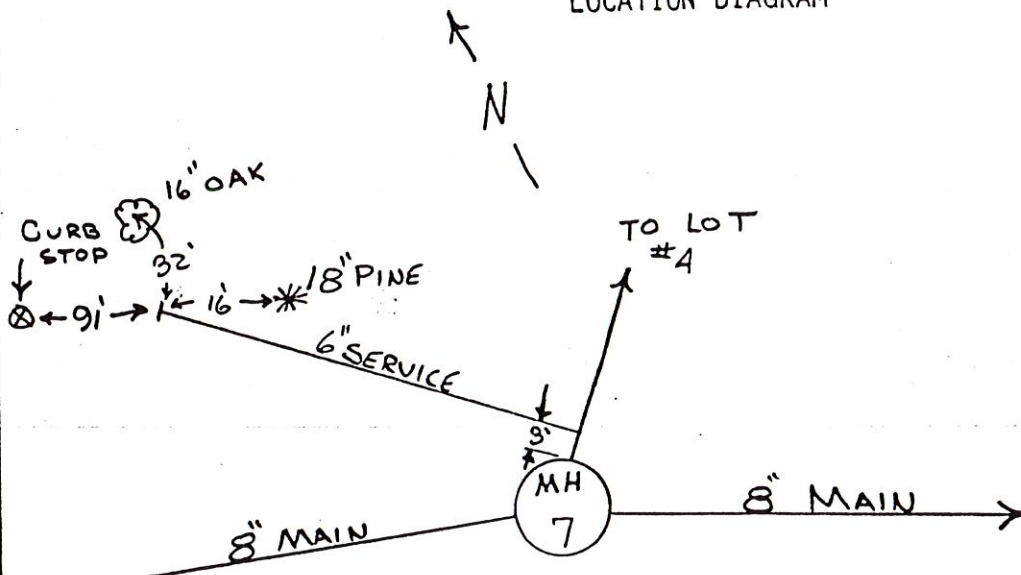 LOCATION DIAGRAM
N
16" OAK
CURB
STOP
32'
TO LOT
#4
91'
16'
18" PINE
6" SERVICE
MH
7
8" MAIN
8" MAIN